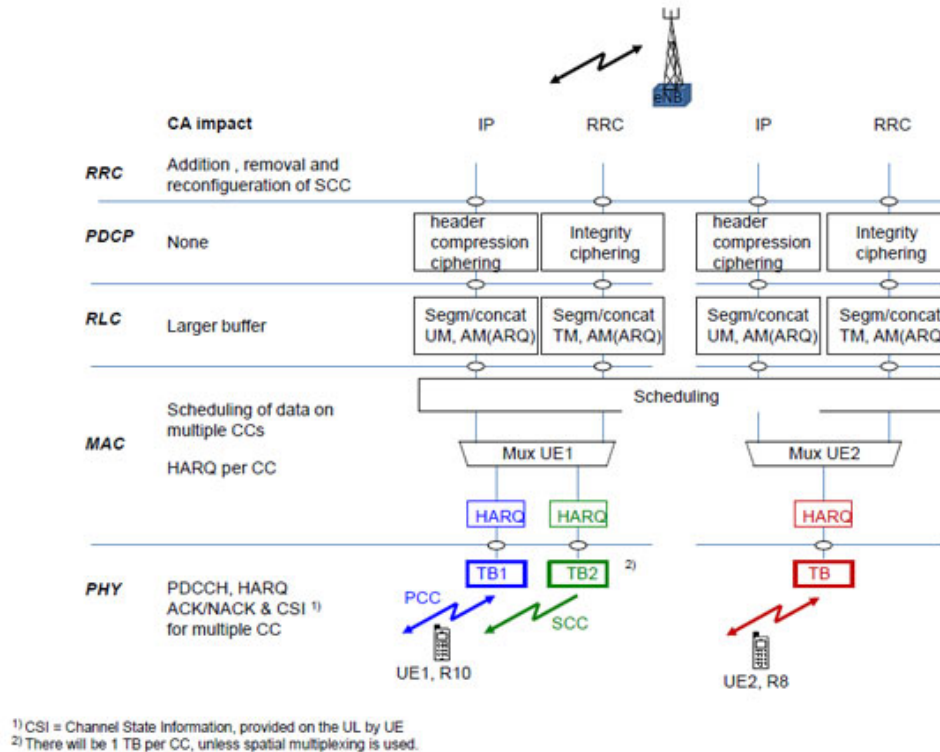 eNB
CA impact
IP
RRC
IP
RRC
RRC
Addition , removal and
reconfigueration of SCC
PDCP
None
header
compression
ciphering
Integrity
ciphering
header
compression
ciphering
Integrity
ciphering
RLC
Larger buffer
Segm/concat
UM, AM(ARQ)
Segm/concat
TM, AM(ARQ)
Segm/concat
UM, AM(ARQ)
Segm/concat
TM, AM(ARQ)
MAC
Scheduling of data on
multiple CCs
HARQ per CC
Scheduling
Mux UE1
Mux UE2
HARQ
HARQ
HARQ
PHY
PDCCH, HARQ
ACK/NACK & CSI 1)
for multiple CC
TB1
TB2
2)
TB
PCC
SCC
UE1, R10
UE2, R8
1) CSI = Channel State Information, provided on the UL by UE
2) There will be 1 TB per CC, unless spatial multiplexing is used.